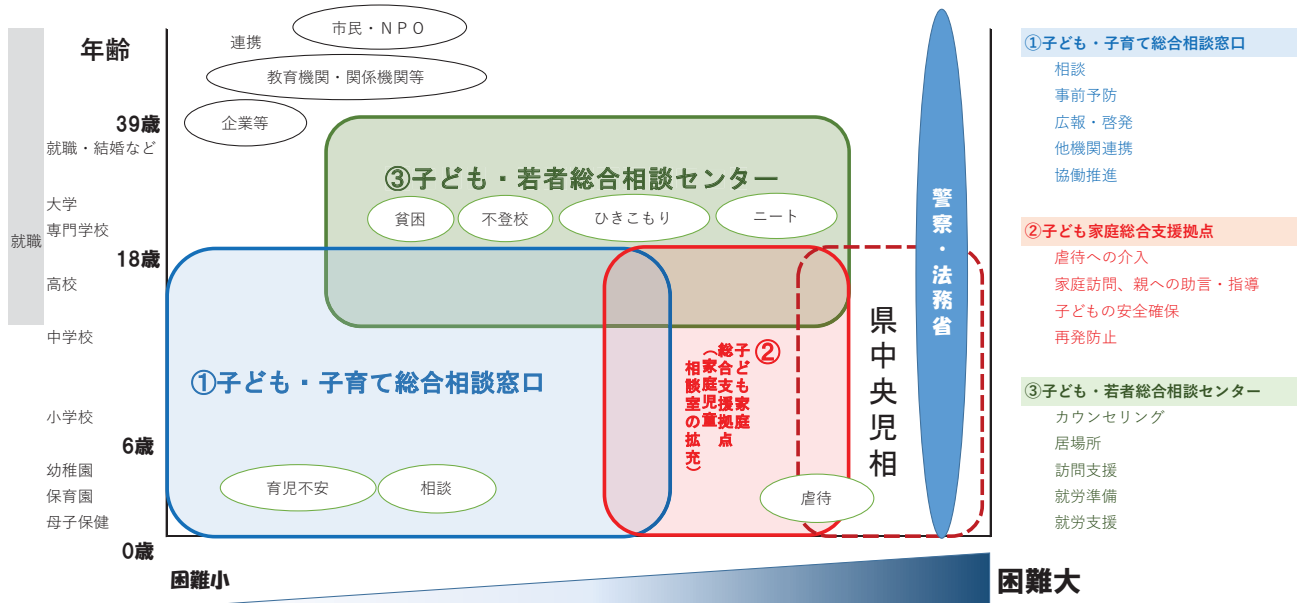 市民・NPO
連携
年齢
教育機関・関係機関等
企業等
39歳
就職・結婚など
大学
専門学校
就職
18歳
高校
中学校
小学校
6歳
幼稚園
保育園
母子保健
0歳
③子ども・若者総合相談センター
貧困
不登校
ひきこもり
ニート
①子ども・子育て総合相談窓口
育児不安
相談
②
子ども家庭
総合支援拠点
（家庭児童
相談室の拡充）
虐待
県中央児相
警察・法務省
困難小
困難大
①子ども・子育て総合相談窓口
相談
事前予防
広報・啓発
他機関連携
協働推進
②子ども家庭総合支援拠点
虐待への介入
家庭訪問、親への助言・指導
子どもの安全確保
再発防止
③子ども・若者総合相談センター
カウンセリング
居場所
訪問支援
就労準備
就労支援